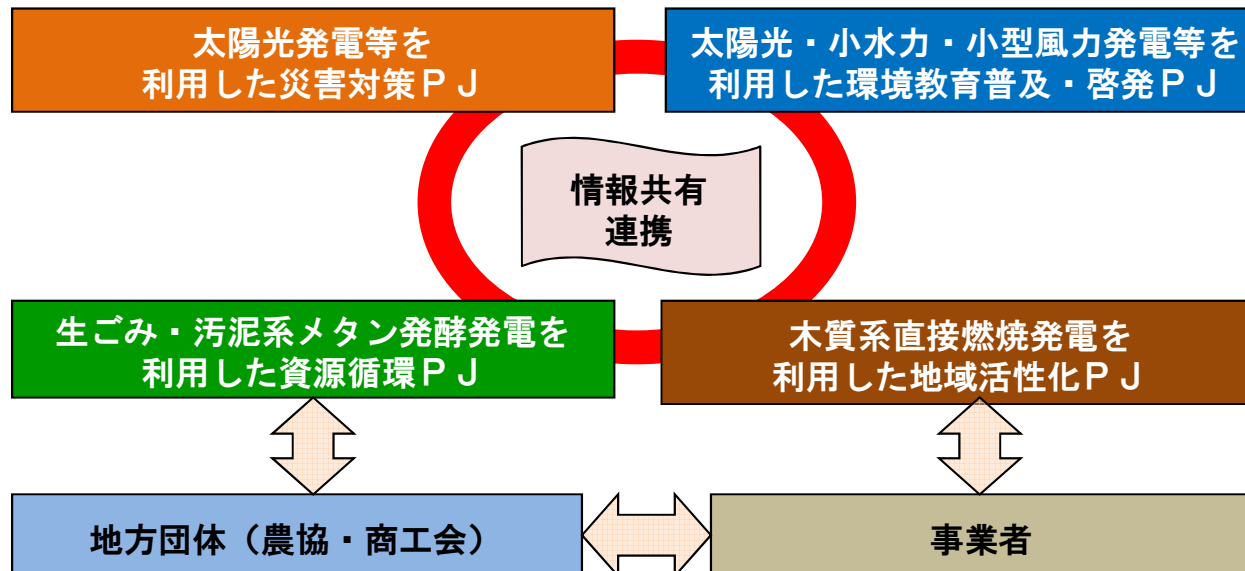 太陽光発電等を
利用した災害対策ＰＪ
太陽光・小水力・小型風力発電等を
利用した環境教育普及・啓発ＰＪ
情報共有
連携
生ごみ・汚泥系メタン発酵発電を
利用した資源循環ＰＪ
木質系直接燃焼発電を
利用した地域活性化ＰＪ
地方団体（農協・商工会）
事業者